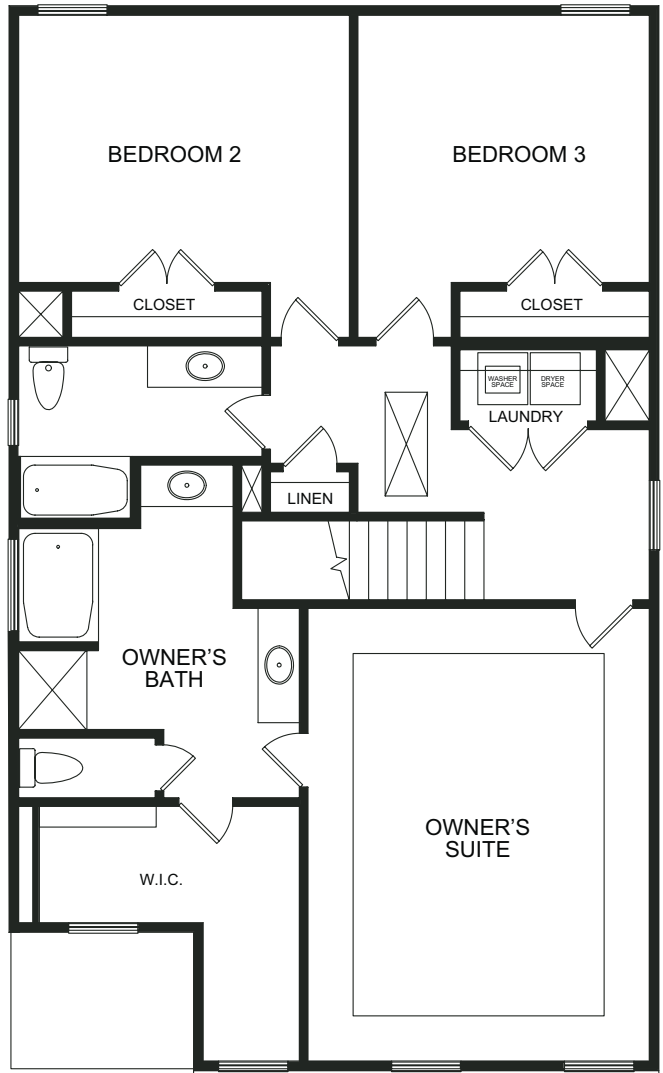 BEDROOM 2
BEDROOM 3
CLOSET
CLOSET
WASHER
SPACE
DRYER
SPACE
LAUNDRY
LINEN
OWNER'S
BATH
OWNER'S
SUITE
W.I.C.